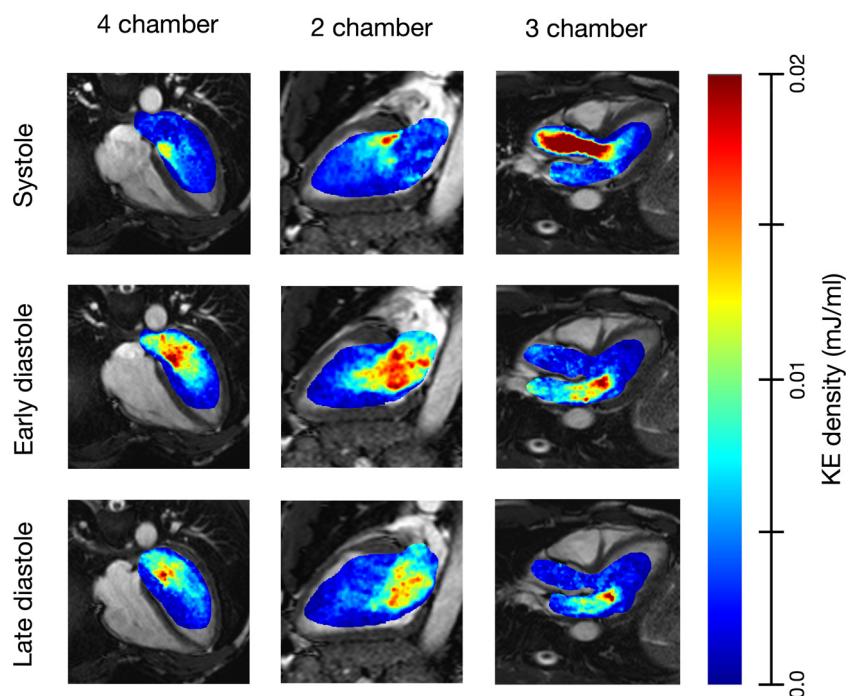 4 chamber
2 chamber
3 chamber
Systole
Early diastole
Late diastole
0.02
0.01
0.0
KE density (mJ/ml)